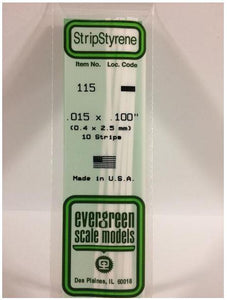 StripStyrene
Item No. Loc. Code
115
.015 x .100"
(0.4 x 2.5 mm)
10 Strips
Made in U.S.A.
evergreen
scale models
Des Plaines, IL 60018